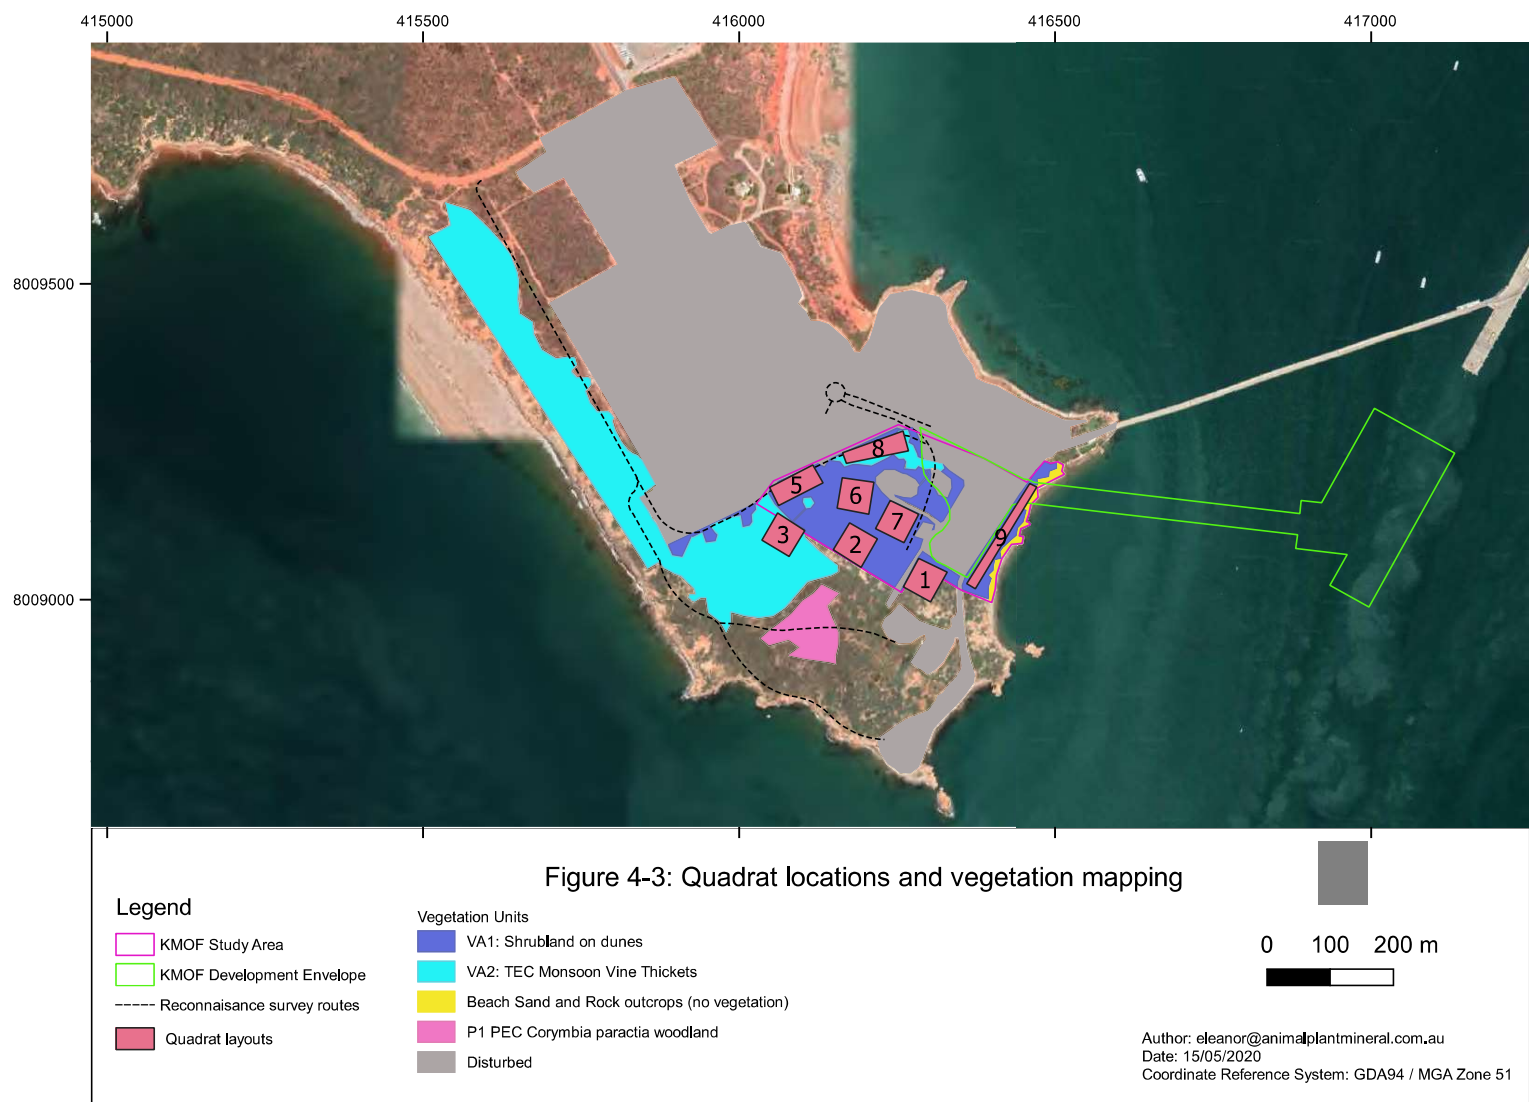 415000 415500 416000 416500 417000
8009500
8009000
8
5
6
7
3
2
9
1
Figure 4-3: Quadrat locations and vegetation mapping
Legend
KMOF Study Area
KMOF Development Envelope
Reconnaisance survey routes
Quadrat layouts
Vegetation Units
VA1: Shrubland on dunes
VA2: TEC Monsoon Vine Thickets
Beach Sand and Rock outcrops (no vegetation)
P1 PEC Corymbia paractia woodland
Disturbed
0 100 200 m
Author: eleanor@animalplantmineral.com.au
Date: 15/05/2020
Coordinate Reference System: GDA94 / MGA Zone 51